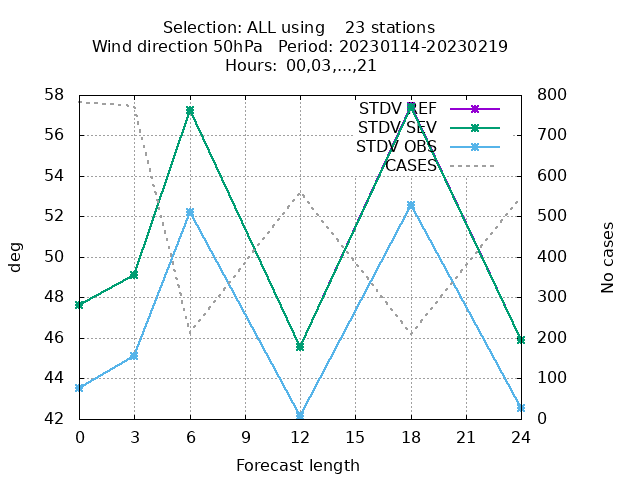 Selection: ALL using    23 stations
Wind direction 50hPa   Period: 20230114-20230219
Hours: 00,03,...,21
STDV REF
STDV SEV
STDV OBS
CASES
58
56
54
52
50
48
46
44
42
800
700
600
500
400
300
200
100
0
deg
No cases
0 3 6 9 12 15 18 21 24
Forecast length